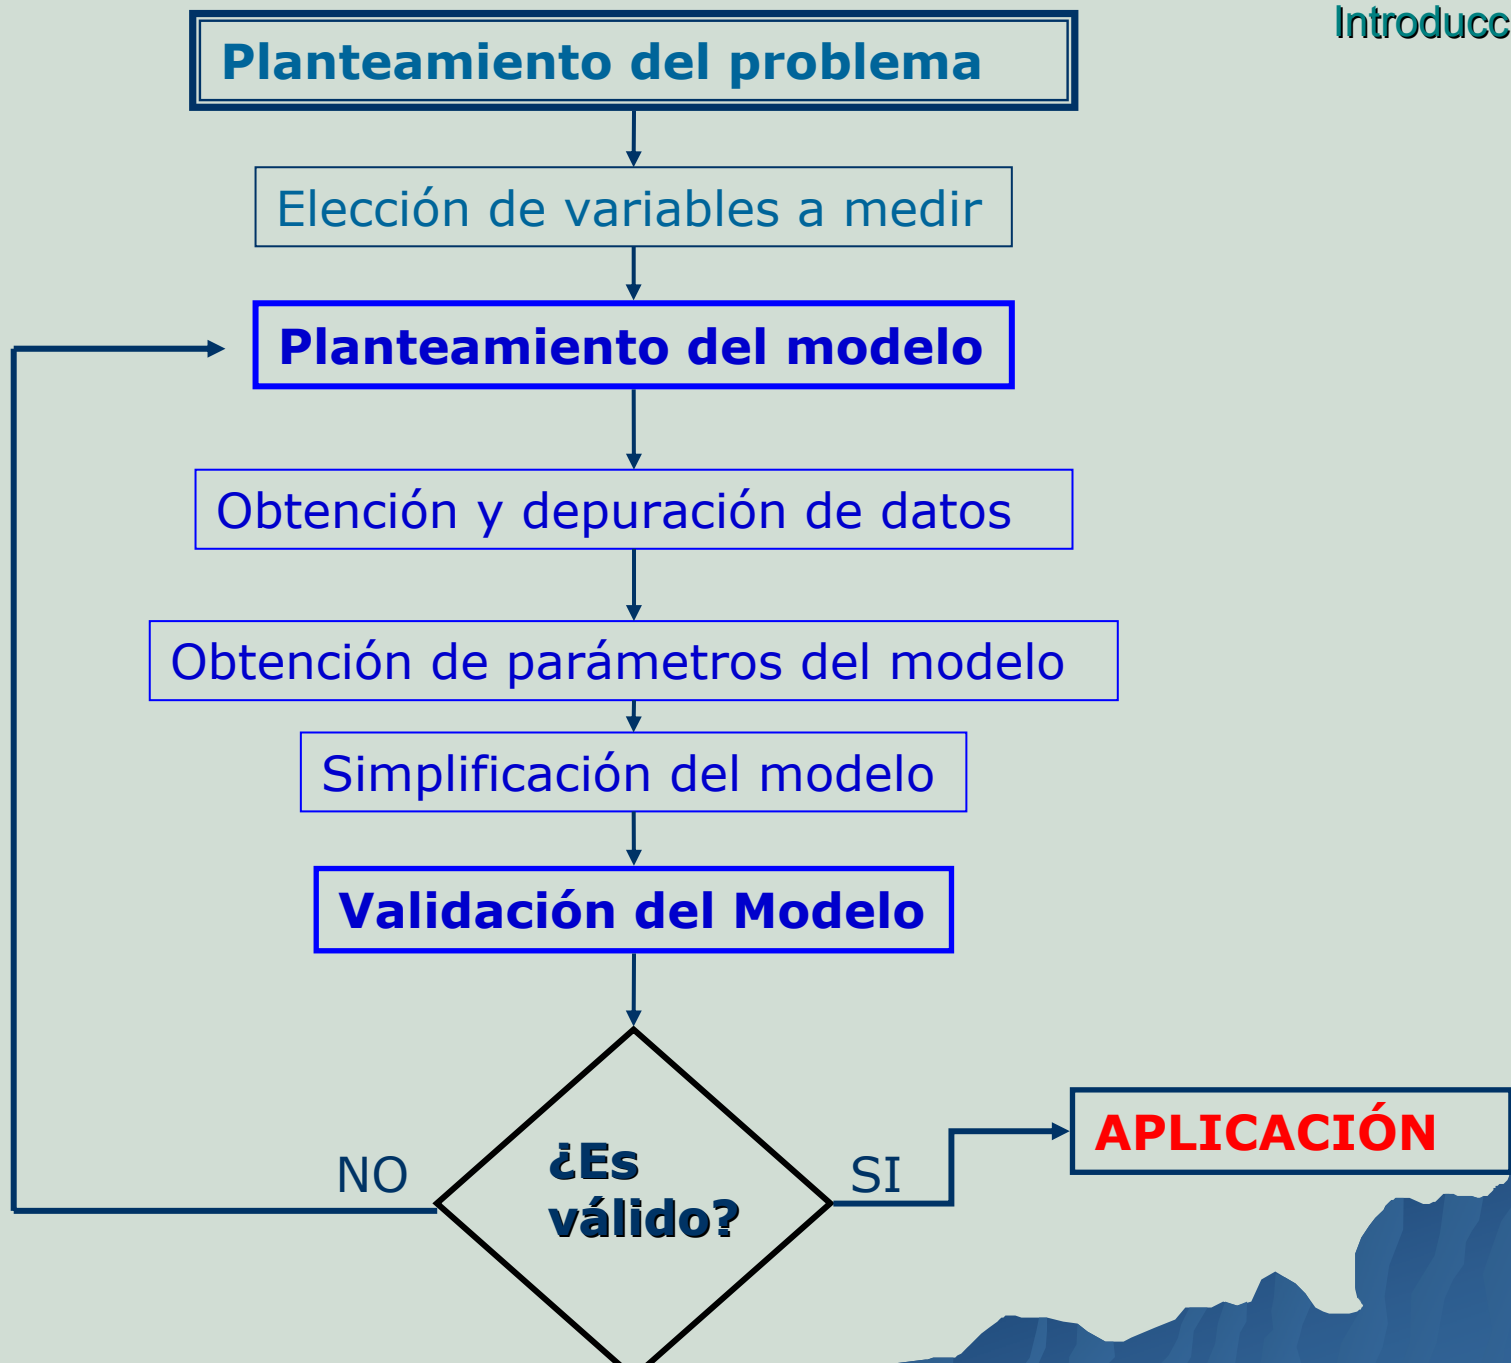 Introducc
Planteamiento del problema
Elección de variables a medir
Planteamiento del modelo
Obtención y depuración de datos
Obtención de parámetros del modelo
Simplificación del modelo
Validación del Modelo
¿Es
válido?
NO
SI
APLICACIÓN